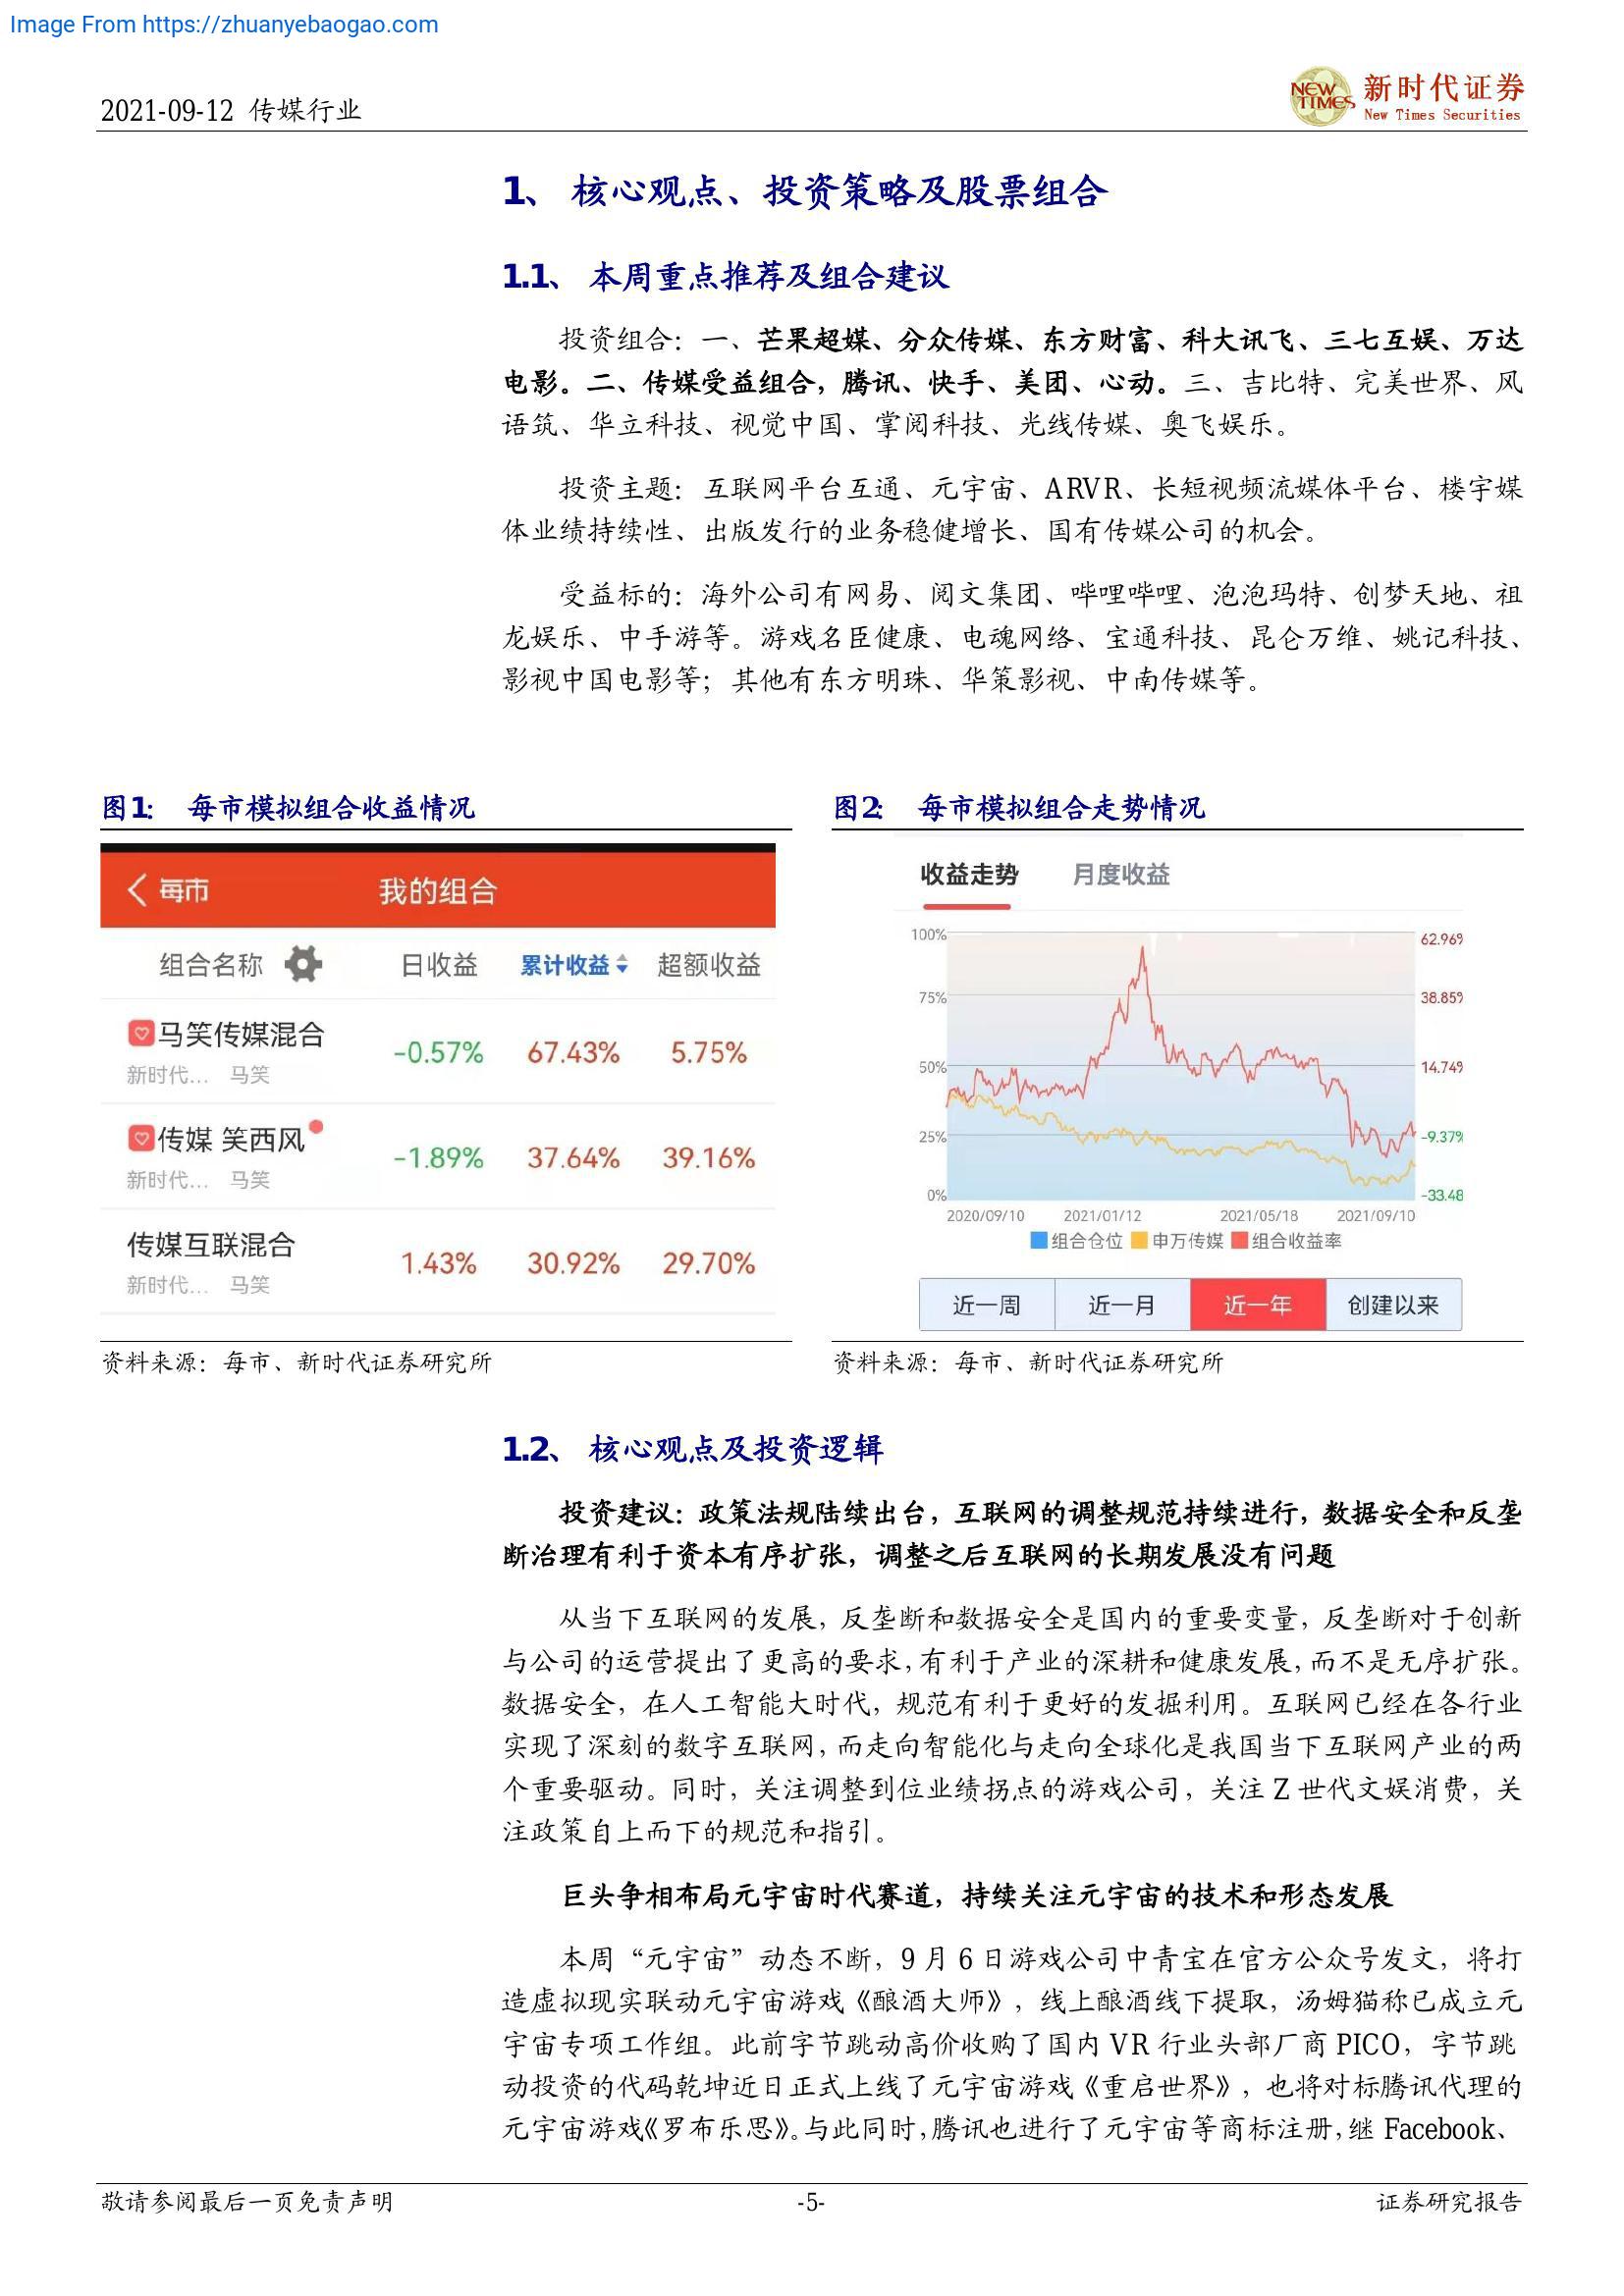 Image From https://zhuanyebaogao.com
2021-09-12 传媒行业
NEW TIMES
新时代证券
New Times Securities
1、 核心观点、投资策略及股票组合
1.1、 本周重点推荐及组合建议
投资组合：一、芒果超媒、分众传媒、东方财富、科大讯飞、三七互娱、万达
电影。二、传媒受益组合，腾讯、快手、美团、心动。三、吉比特、完美世界、风
语筑、华立科技、视觉中国、掌阅科技、光线传媒、奥飞娱乐。
投资主题：互联网平台互通、元宇宙、ARVR、长短视频流媒体平台、楼宇媒
体业绩持续性、出版发行的业务稳健增长、国有传媒公司的机会。
受益标的：海外公司有网易、阅文集团、哔哩哔哩、泡泡玛特、创梦天地、祖
龙娱乐、中手游等。游戏名臣健康、电魂网络、宝通科技、昆仑万维、姚记科技、
影视中国电影等；其他有东方明珠、华策影视、中南传媒等。
图1： 每市模拟组合收益情况
每市 我的组合
组合名称 日收益 累计收益 超额收益
马笑传媒混合 -0.57% 67.43% 5.75%
新时代... 马笑
传媒 笑西风 -1.89% 37.64% 39.16%
新时代... 马笑
传媒互联混合 1.43% 30.92% 29.70%
新时代... 马笑
资料来源：每市、新时代证券研究所
图2： 每市模拟组合走势情况
收益走势 月度收益
100% 62.96%
75% 38.85%
50% 14.74%
25% -9.37%
0% -33.48
2020/09/10 2021/01/12 2021/05/18 2021/09/10
组合仓位 申万传媒 组合收益率
近一周 近一月 近一年 创建以来
资料来源：每市、新时代证券研究所
1.2、 核心观点及投资逻辑
投资建议：政策法规陆续出台，互联网的调整规范持续进行，数据安全和反垄
断治理有利于资本有序扩张，调整之后互联网的长期发展没有问题
从当下互联网的发展，反垄断和数据安全是国内的重要变量，反垄断对于创新
与公司的运营提出了更高的要求，有利于产业的深耕和健康发展，而不是无序扩张。
数据安全，在人工智能大时代，规范有利于更好的发掘利用。互联网已经在各行业
实现了深刻的数字互联网，而走向智能化与走向全球化是我国当下互联网产业的两
个重要驱动。同时，关注调整到位业绩拐点的游戏公司，关注 Z 世代文娱消费，关
注政策自上而下的规范和指引。
巨头争相布局元宇宙时代赛道，持续关注元宇宙的技术和形态发展
本周“元宇宙”动态不断，9 月 6 日游戏公司中青宝在官方公众号发文，将打
造虚拟现实联动元宇宙游戏《酿酒大师》，线上酿酒线下提取，汤姆猫称已成立元
宇宙专项工作组。此前字节跳动高价收购了国内 VR 行业头部厂商 PICO，字节跳
动投资的代码乾坤近日正式上线了元宇宙游戏《重启世界》，也将对标腾讯代理的
元宇宙游戏《罗布乐思》。与此同时，腾讯也进行了元宇宙等商标注册，继 Facebook、
敬请参阅最后一页免责声明
-5-
证券研究报告